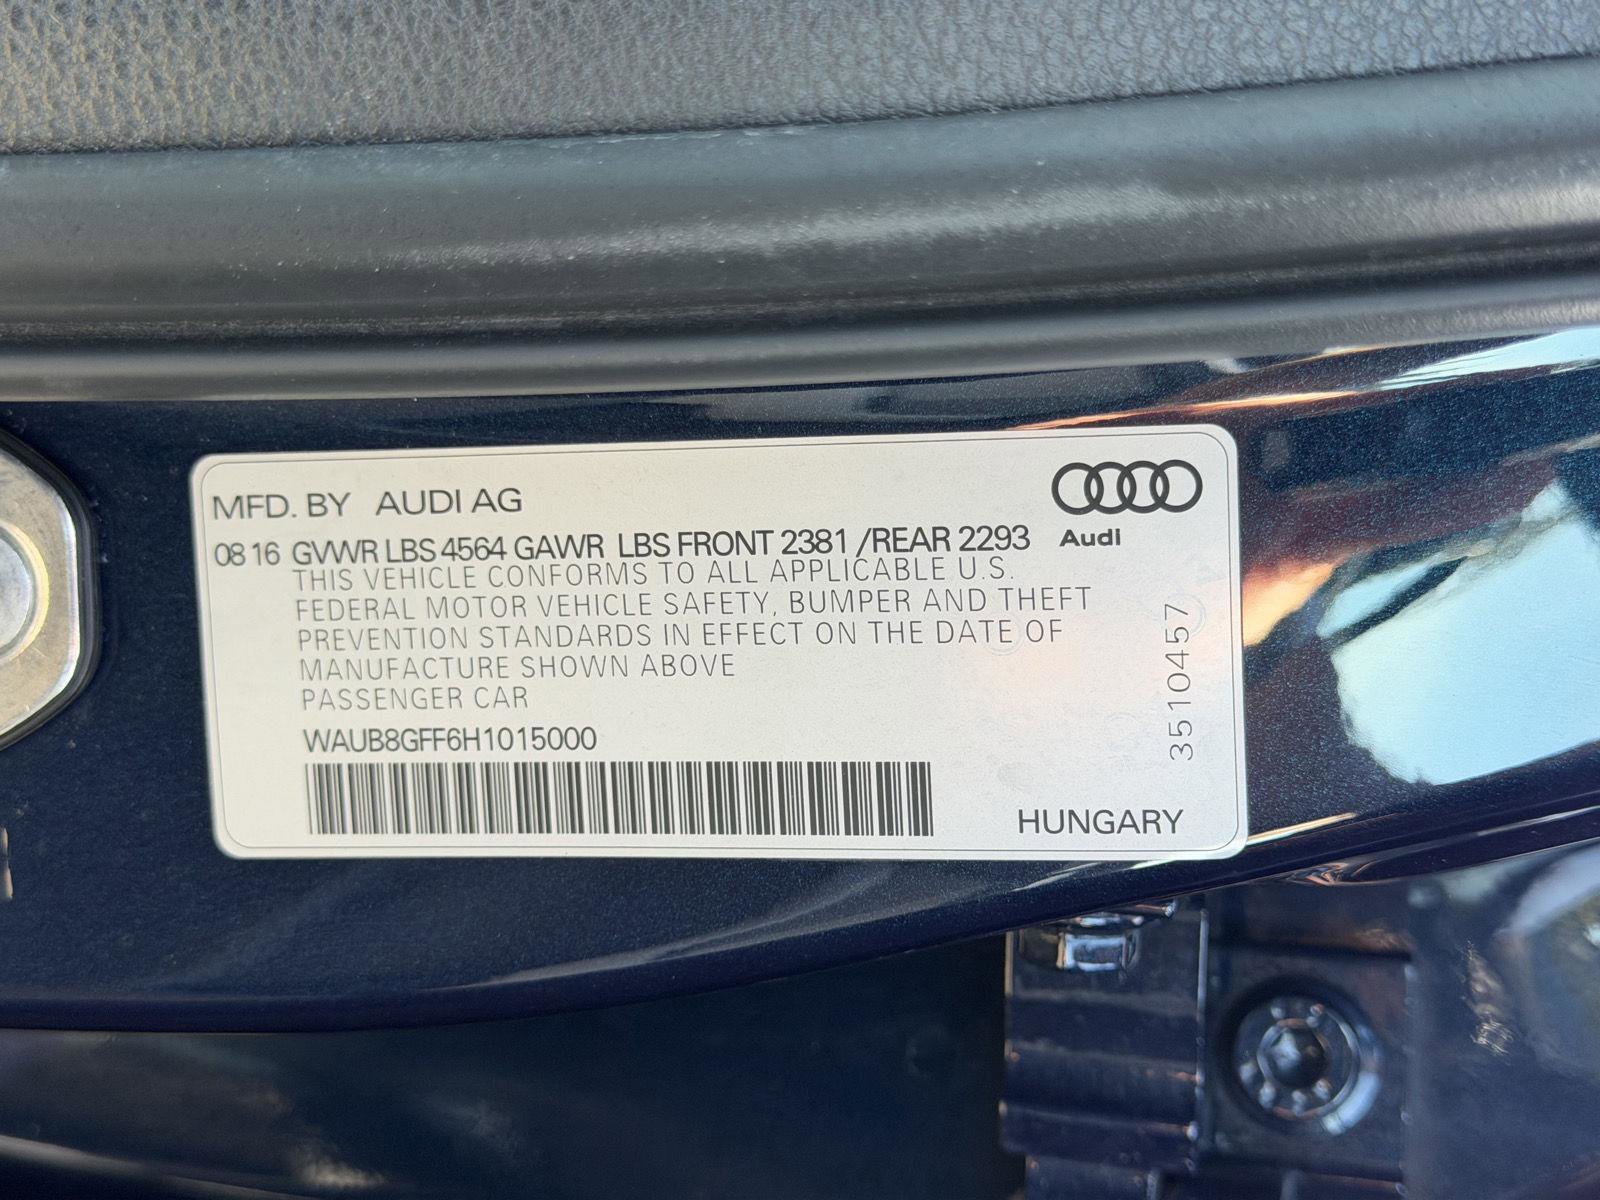 MFD. BY AUDI AG
08 16 GVWR LBS 4564 GAWR LBS FRONT 2381 /REAR 2293
THIS VEHICLE CONFORMS TO ALL APPLICABLE U.S.
FEDERAL MOTOR VEHICLE SAFETY, BUMPER AND THEFT
PREVENTION STANDARDS IN EFFECT ON THE DATE OF
MANUFACTURE SHOWN ABOVE
PASSENGER CAR
WAUB8GFF6H1015000
Audi
3510457
HUNGARY